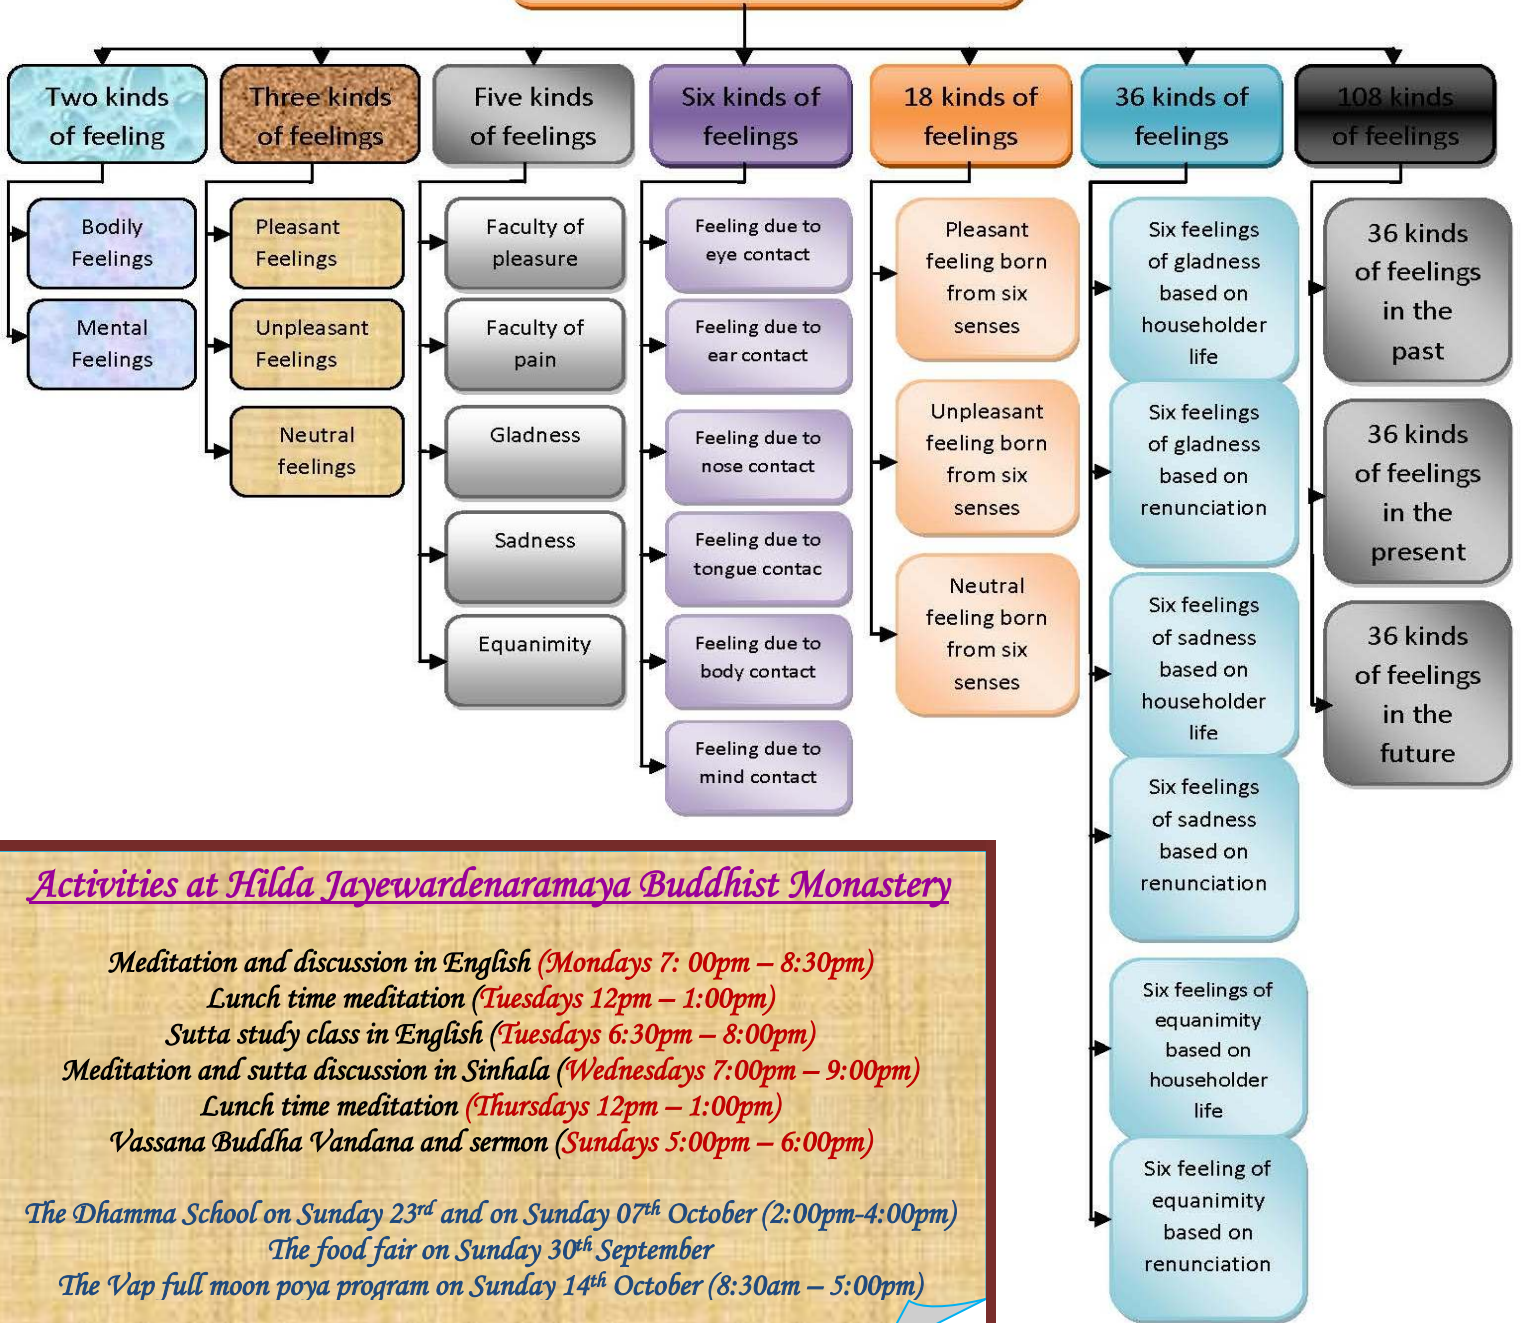 Two kinds
of feeling
Bodily
Feelings
Mental
Feelings
Three kinds
of feelings
Pleasant
Feelings
Unpleasant
Feelings
Neutral
feelings
Five kinds
of feelings
Faculty of
pleasure
Faculty of
pain
Gladness
Sadness
Equanimity
Six kinds of
feelings
Feeling due to
eye contact
Feeling due to
ear contact
Feeling due to
nose contact
Feeling due to
tongue contac
Feeling due to
body contact
Feeling due to
mind contact
18 kinds of
feelings
Pleasant
feeling born
from six
senses
Unpleasant
feeling born
from six
senses
Neutral
feeling born
from six
senses
36 kinds of
feelings
Six feelings
of gladness
based on
householder
life
Six feelings
of gladness
based on
renunciation
Six feelings
of sadness
based on
householder
life
Six feelings
of sadness
based on
renunciation
Six feelings of
equanimity
based on
householder
life
Six feeling of
equanimity
based on
renunciation
108 kinds
of feelings
36 kinds
of feelings
in the
past
36 kinds
of feelings
in the
present
36 kinds
of feelings
in the
future
Activities at Hilda Jayewardenaramaya Buddhist Monastery
Meditation and discussion in English (Mondays 7: 00pm – 8:30pm)
Lunch time meditation (Tuesdays 12pm – 1:00pm)
Sutta study class in English (Tuesdays 6:30pm – 8:00pm)
Meditation and sutta discussion in Sinhala (Wednesdays 7:00pm – 9:00pm)
Lunch time meditation (Thursdays 12pm – 1:00pm)
Vassana Buddha Vandana and sermon (Sundays 5:00pm – 6:00pm)
The Dhamma School on Sunday 23rd and on Sunday 07th October (2:00pm-4:00pm)
The food fair on Sunday 30th September
The Vap full moon poya program on Sunday 14th October (8:30am – 5:00pm)